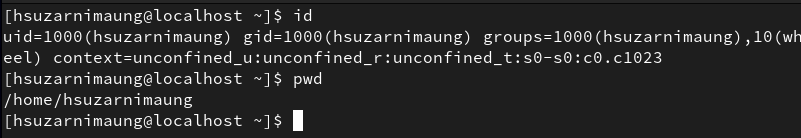 [hsuzarnimaung@localhost ~]$ id
uid=1000(hsuzarnimaung) gid=1000(hsuzarnimaung) groups=1000(hsuzarnimaung),10(wh
eel) context=unconfined_u:unconfined_r:unconfined_t:s0-s0:c0.c1023
[hsuzarnimaung@localhost ~]$ pwd
/home/hsuzarnimaung
[hsuzarnimaung@localhost ~]$